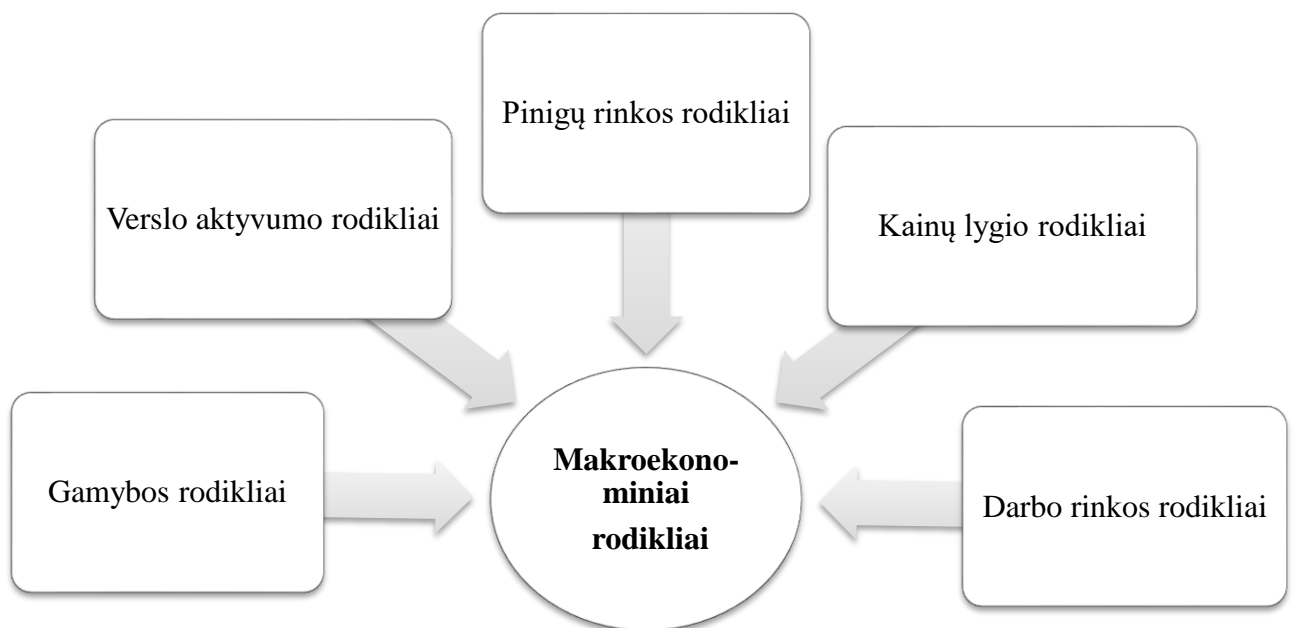 Pinigų rinkos rodikliai
Verslo aktyvumo rodikliai
Kainų lygio rodikliai
Gamybos rodikliai
Makroekono-
miniai
rodikliai
Darbo rinkos rodikliai